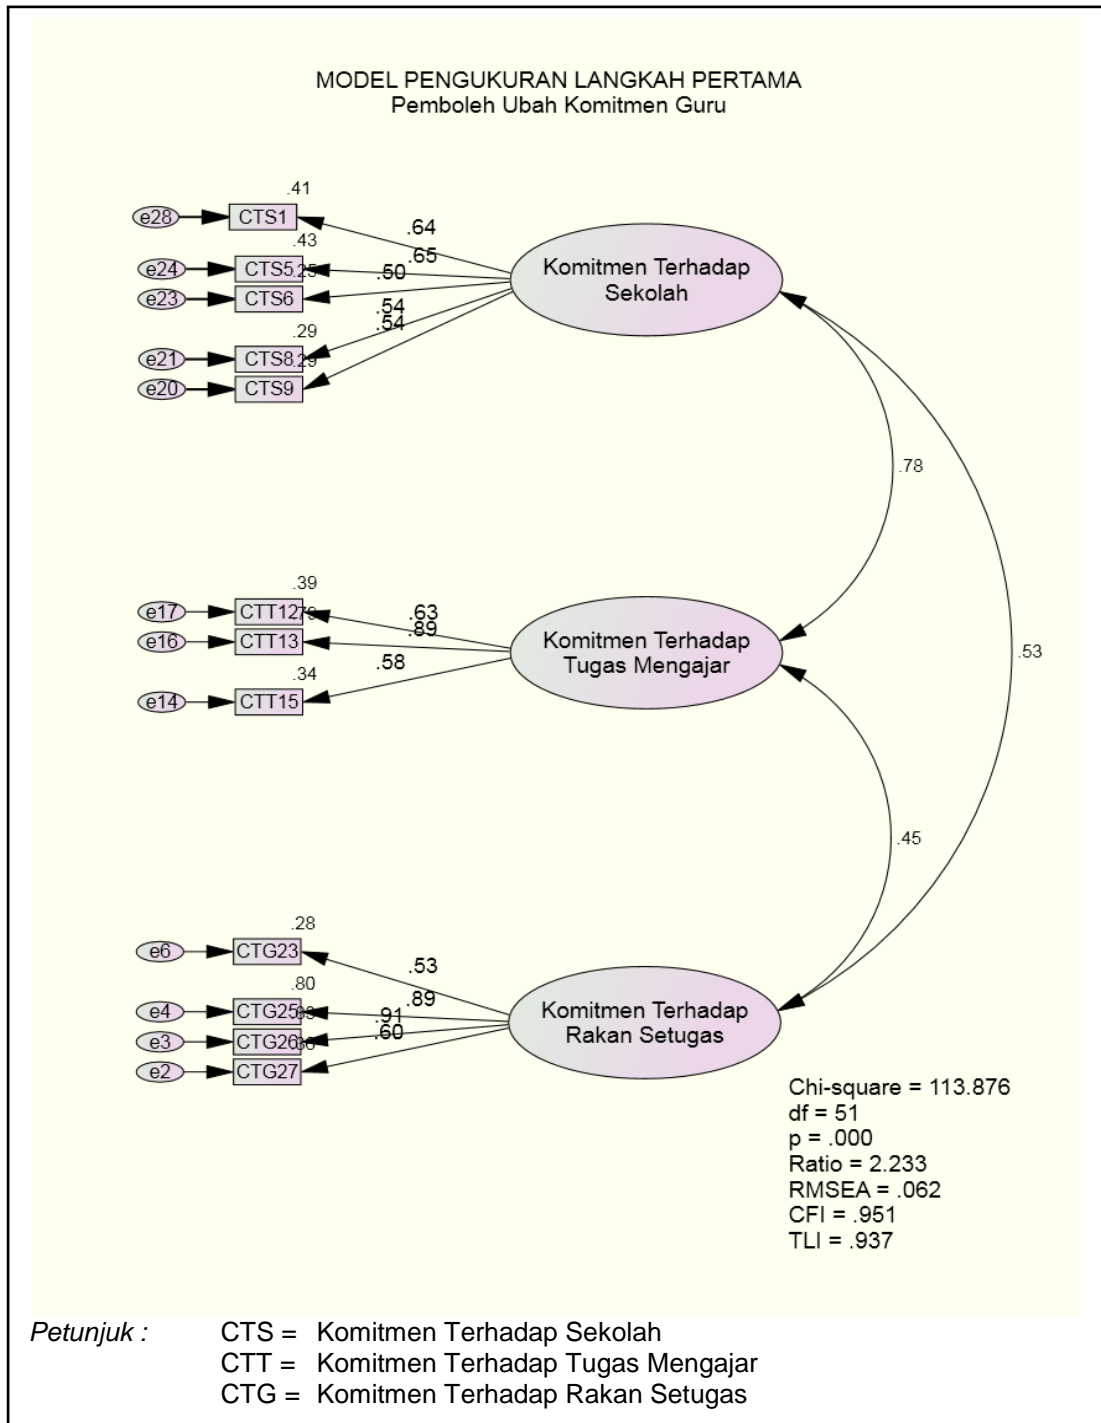 MODEL PENGUKURAN LANGKAH PERTAMA
Pemboleh Ubah Komitmen Guru
.41
e28 CTS1
.64
.43
e24 CTS5
.65
.25
e23 CTS6
.50
.54
.29
e21 CTS8
.54
.29
e20 CTS9
Komitmen Terhadap
Sekolah
.78
.39
e17 CTT12
.63
.79
e16 CTT13
.89
.58
.34
e14 CTT15
Komitmen Terhadap
Tugas Mengajar
.53
.45
.28
e6 CTG23
.53
.80
e4 CTG25
.89
.91
e3 CTG26
.60
e2 CTG27
Komitmen Terhadap
Rakan Setugas
Chi-square = 113.876
df = 51
p = .000
Ratio = 2.233
RMSEA = .062
CFI = .951
TLI = .937
Petunjuk : CTS = Komitmen Terhadap Sekolah
CTT = Komitmen Terhadap Tugas Mengajar
CTG = Komitmen Terhadap Rakan Setugas